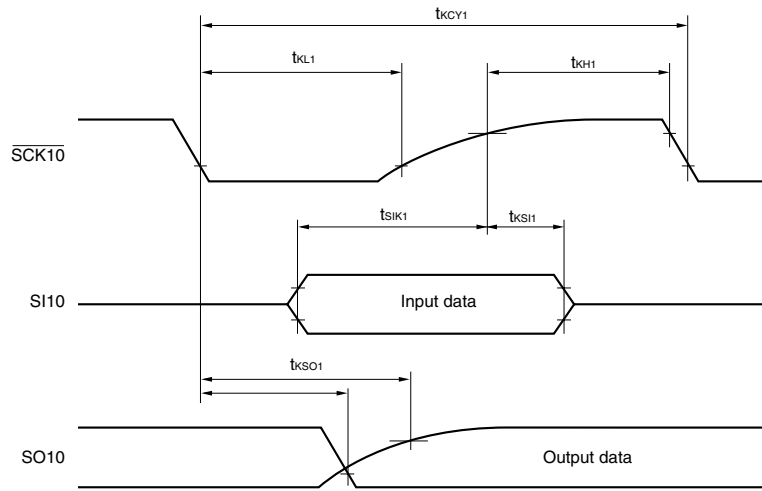 tKCY1
tKL1
tKH1
SCK10
tSIK1
tKSI1
SI10
Input data
tKSO1
SO10
Output data